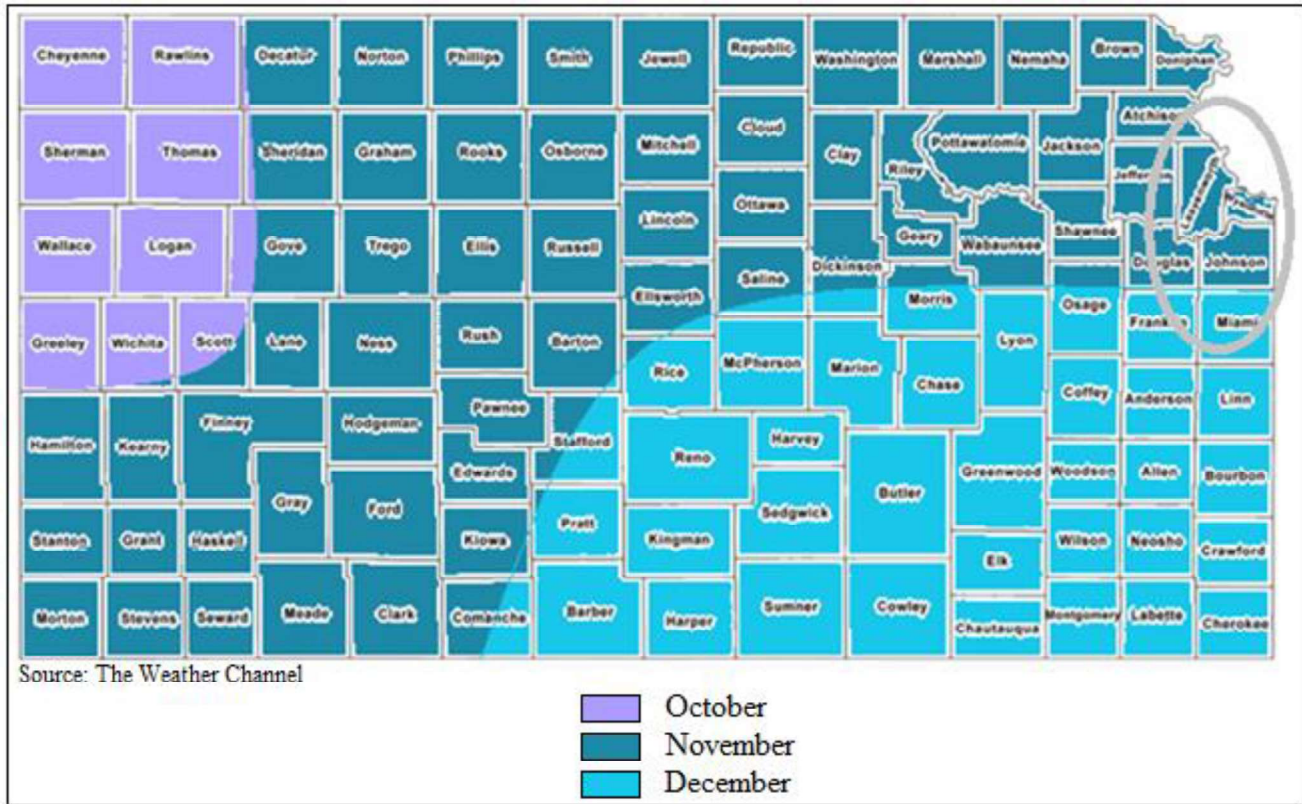 Cheyenne Rawlins Decatur Norton Phillips Smith Jewell Republic Washington Marshall Nemaha Brown Doniphan
Atchison
Sherman Thomas Sheridan Graham Rooks Osborne Mitchell Cloud Clay Riley Pottawatomie Jackson
Jefferson Leavenworth
Wallace Logan Gove Trego Ellis Russell Lincoln Ottawa Dickinson Geary Wabaunsee Shawnee Douglas Johnson
Ellsworth Saline Morris Osage Franklin Miami
Greeley Wichita Scott Lane Ness Rush Barton Rice McPherson Marion Chase Lyon
Hamilton Kearny Finney Hodgeman Pawnee Stafford Reno Harvey Coffey Anderson Linn
Edwards Butler Greenwood Woodson Allen Bourbon
Gray Ford Sedgwick
Stanton Grant Haskell Kiowa Pratt Kingman Elk Wilson Neosho Crawford
Morton Stevens Seward Meade Clark Comanche Barber Harper Sumner Cowley Chautauqua Montgomery Labette Cherokee
Source: The Weather Channel
October
November
December